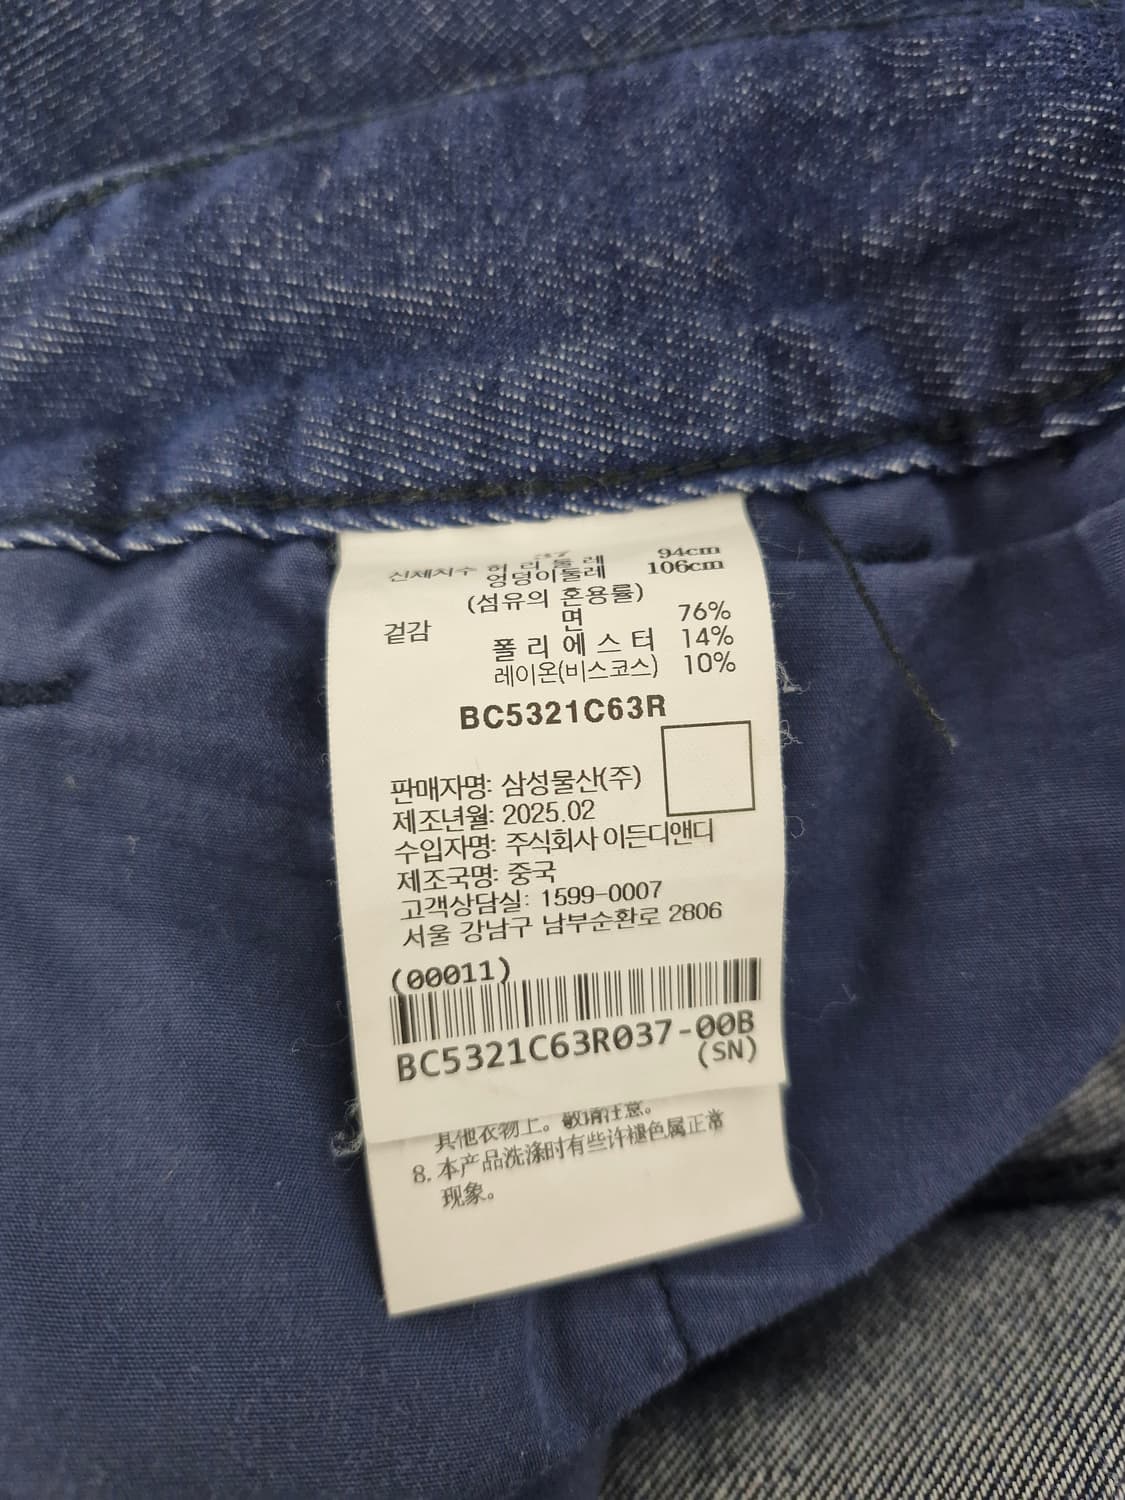 37
신체치수 허리둘레 94cm
엉덩이둘레 106cm
(섬유의 혼용률)
겉감 면 76%
폴리에스터 14%
레이온(비스코스) 10%
BC5321C63R
판매자명: 삼성물산(주)
제조년월: 2025.02
수입자명: 주식회사 이든디앤디
제조국명: 중국
고객상담실: 1599-0007
서울 강남구 남부순환로 2806
(00011)
BC5321C63R037-00B
(SN)
其他衣物上。敬请注意。
8. 本产品洗涤时有些许褪色属正常
现象。